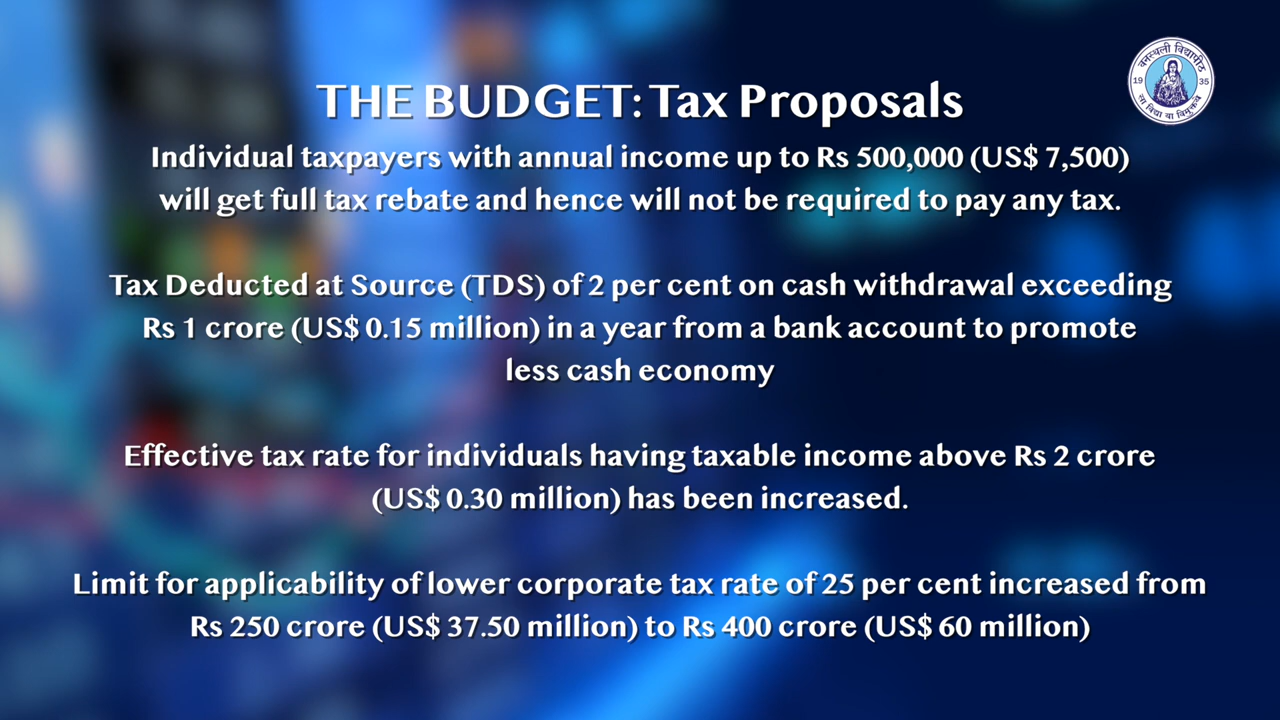 THE BUDGET: Tax Proposals
वनस्थली विद्यापीठ
19 35
सा विद्या या विमुक्तये
Individual taxpayers with annual income up to Rs 500,000 (US$ 7,500)
will get full tax rebate and hence will not be required to pay any tax.
Tax Deducted at Source (TDS) of 2 per cent on cash withdrawal exceeding
Rs 1 crore (US$ 0.15 million) in a year from a bank account to promote
less cash economy
Effective tax rate for individuals having taxable income above Rs 2 crore
(US$ 0.30 million) has been increased.
Limit for applicability of lower corporate tax rate of 25 per cent increased from
Rs 250 crore (US$ 37.50 million) to Rs 400 crore (US$ 60 million)